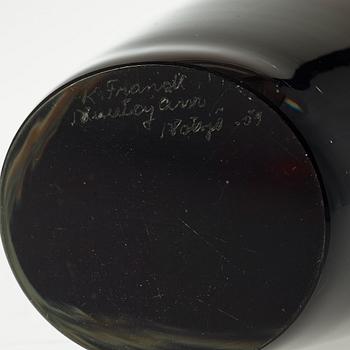 K. Franck
Nuutajärvi
Notsjö -59